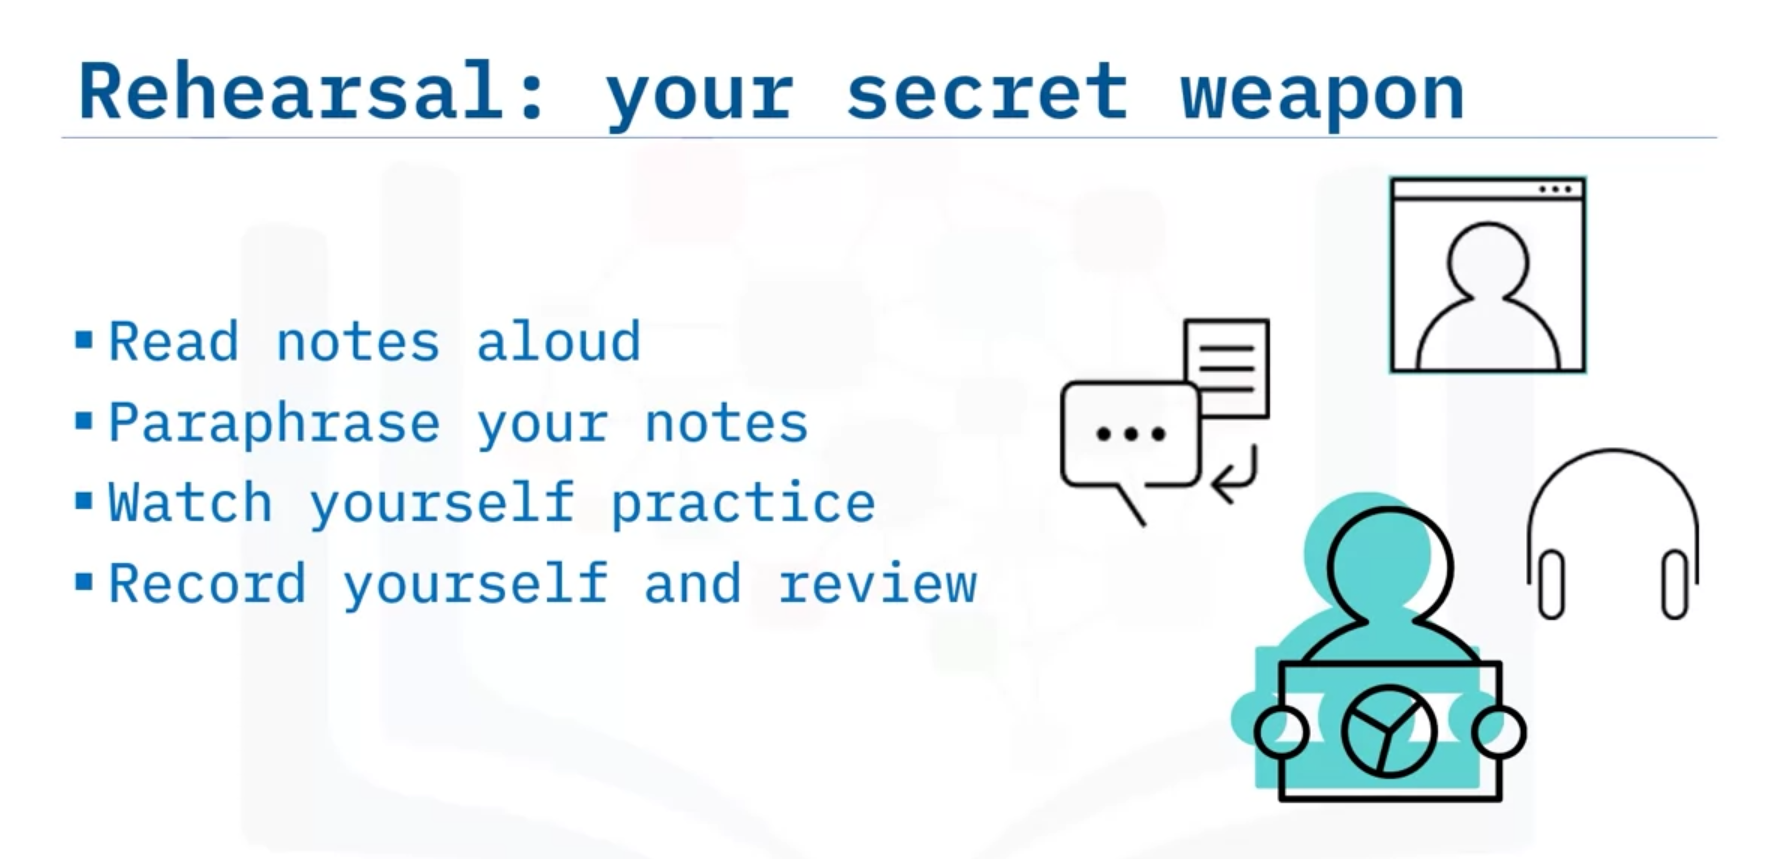 Rehearsal: your secret weapon
▪ Read notes aloud
▪ Paraphrase your notes
▪ Watch yourself practice
▪ Record yourself and review